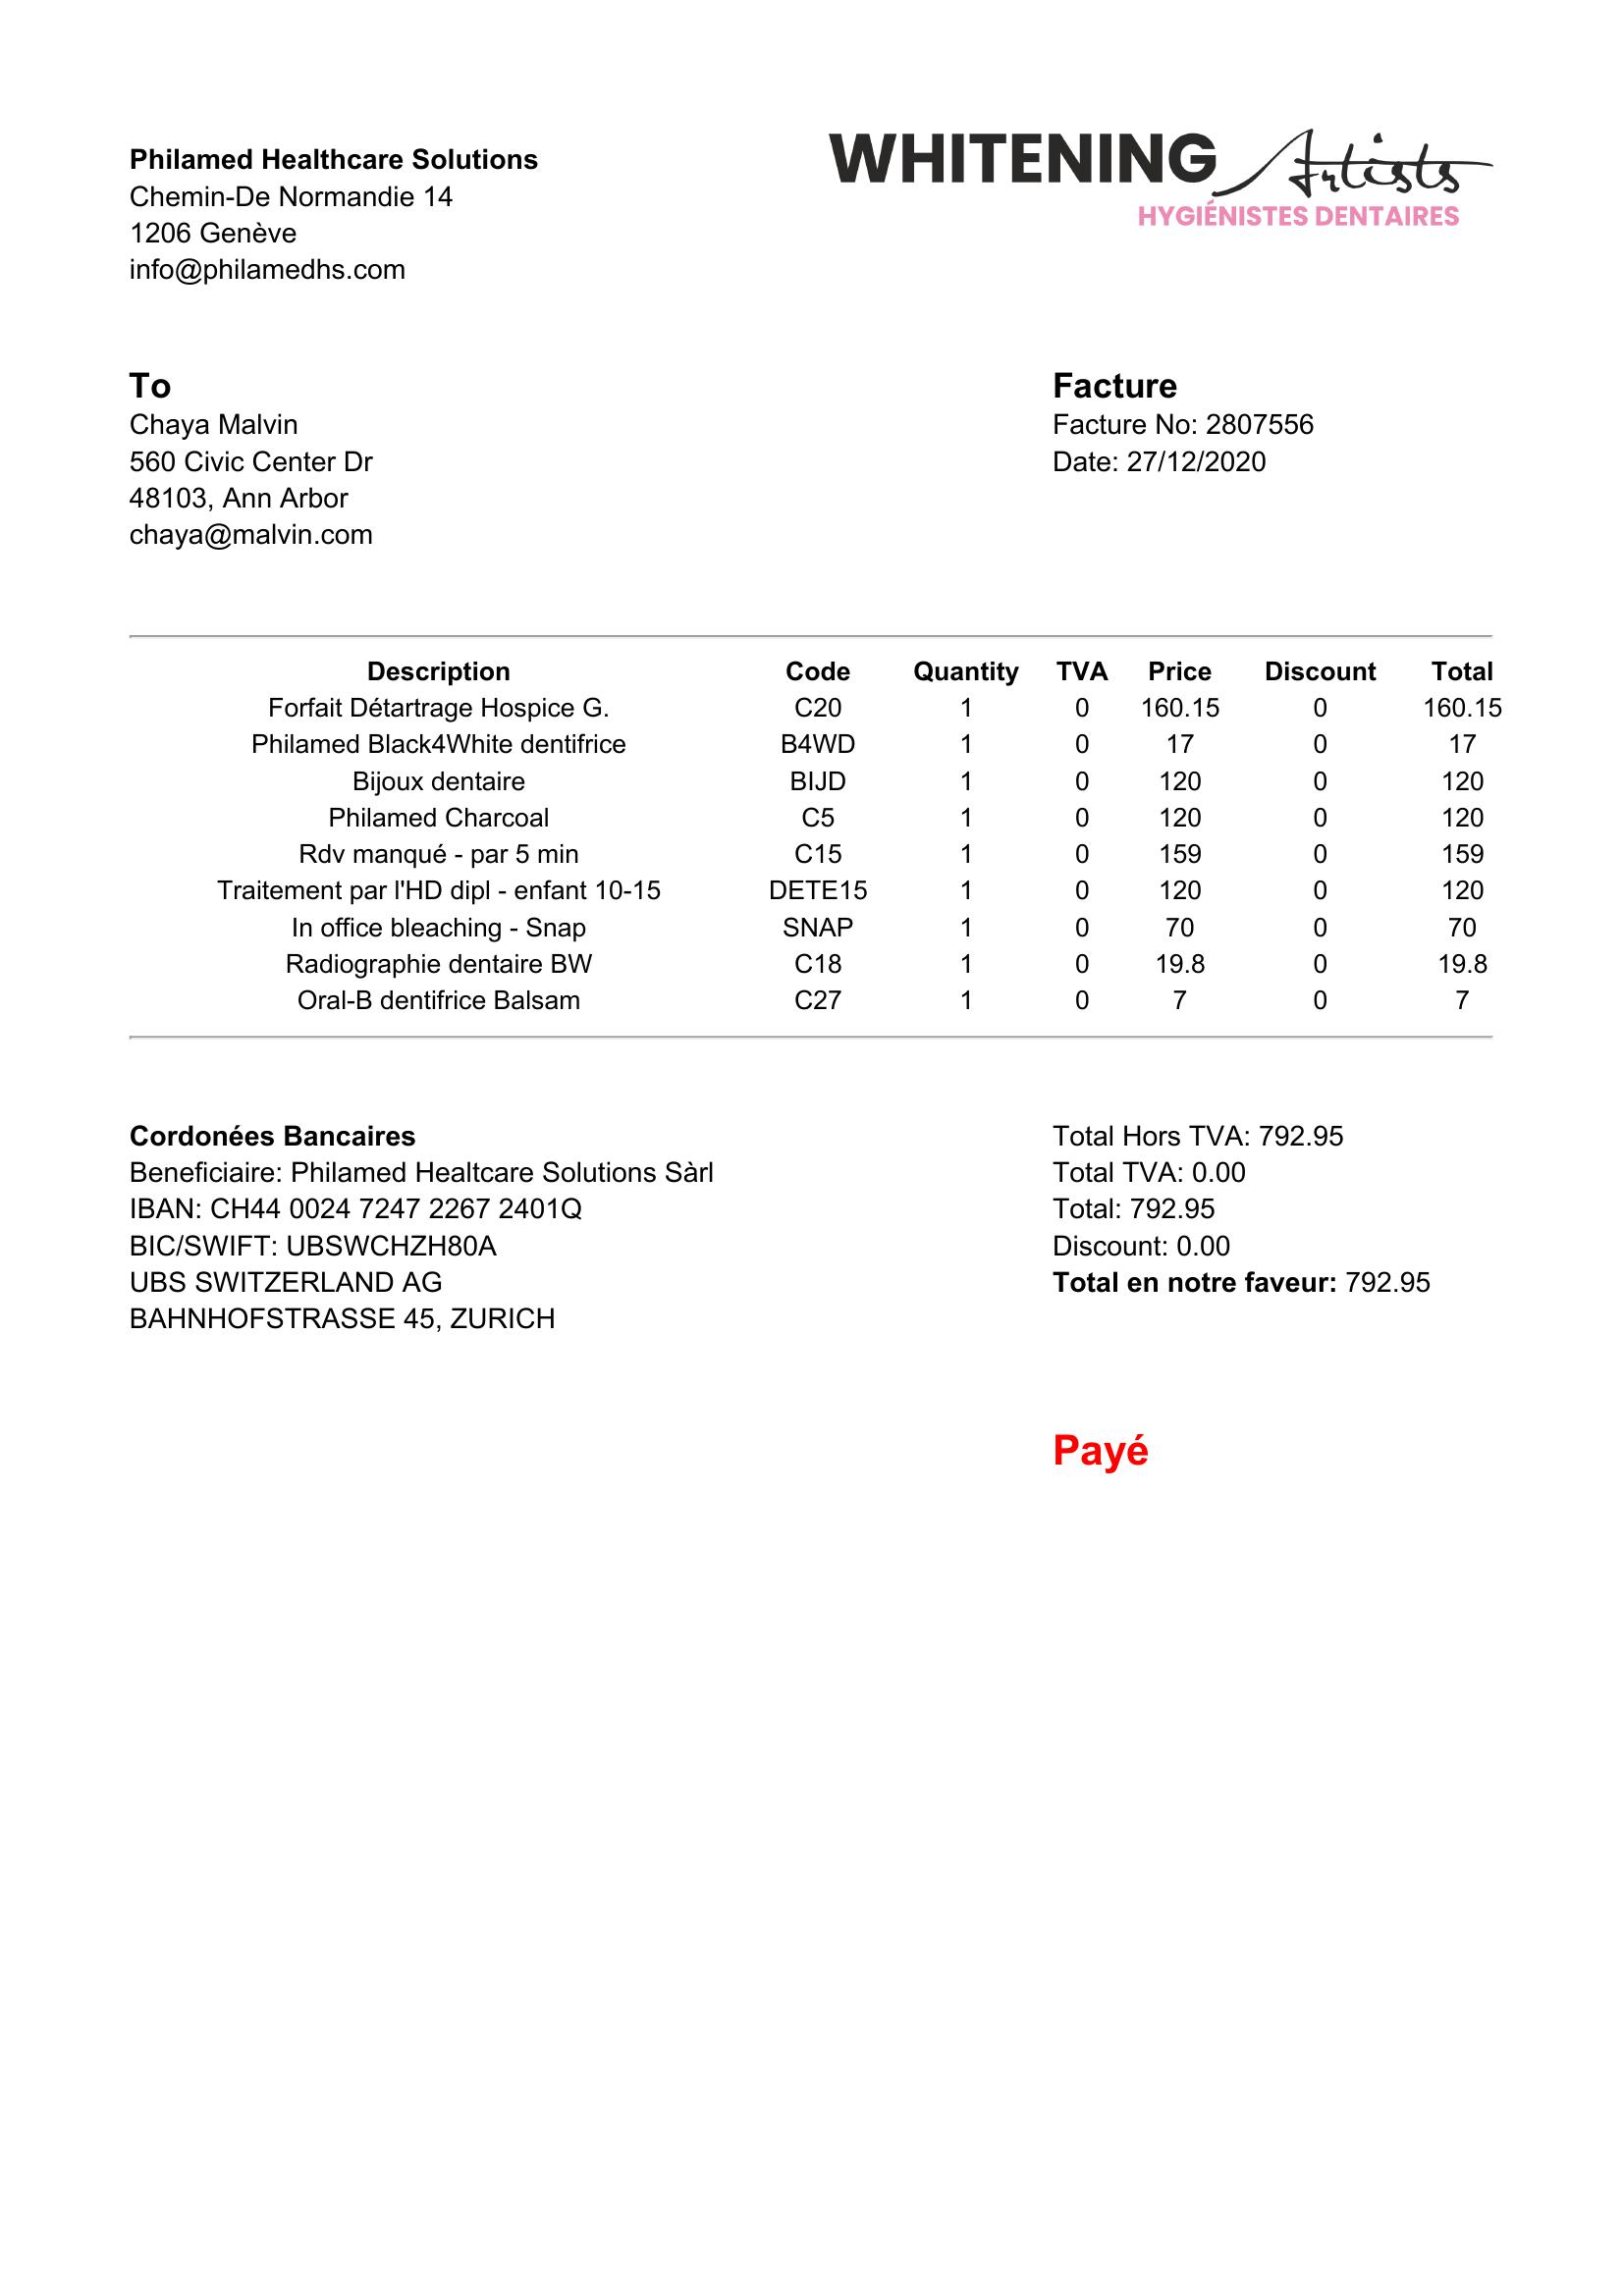 Philamed Healthcare Solutions
Chemin-De Normandie 14
1206 Genève
info@philamedhs.com
WHITENING Artists
HYGIÉNISTES DENTAIRES
To
Chaya Malvin
560 Civic Center Dr
48103, Ann Arbor
chaya@malvin.com
Facture
Facture No: 2807556
Date: 27/12/2020
Description Code Quantity TVA Price Discount Total
Forfait Détartrage Hospice G. C20 1 0 160.15 0 160.15
Philamed Black4White dentifrice B4WD 1 0 17 0 17
Bijoux dentaire BIJD 1 0 120 0 120
Philamed Charcoal C5 1 0 120 0 120
Rdv manqué - par 5 min C15 1 0 159 0 159
Traitement par l'HD dipl - enfant 10-15 DETE15 1 0 120 0 120
In office bleaching - Snap SNAP 1 0 70 0 70
Radiographie dentaire BW C18 1 0 19.8 0 19.8
Oral-B dentifrice Balsam C27 1 0 7 0 7
Cordonées Bancaires
Beneficiaire: Philamed Healtcare Solutions Sàrl
IBAN: CH44 0024 7247 2267 2401Q
BIC/SWIFT: UBSWCHZH80A
UBS SWITZERLAND AG
BAHNHOFSTRASSE 45, ZURICH
Total Hors TVA: 792.95
Total TVA: 0.00
Total: 792.95
Discount: 0.00
Total en notre faveur: 792.95
Payé